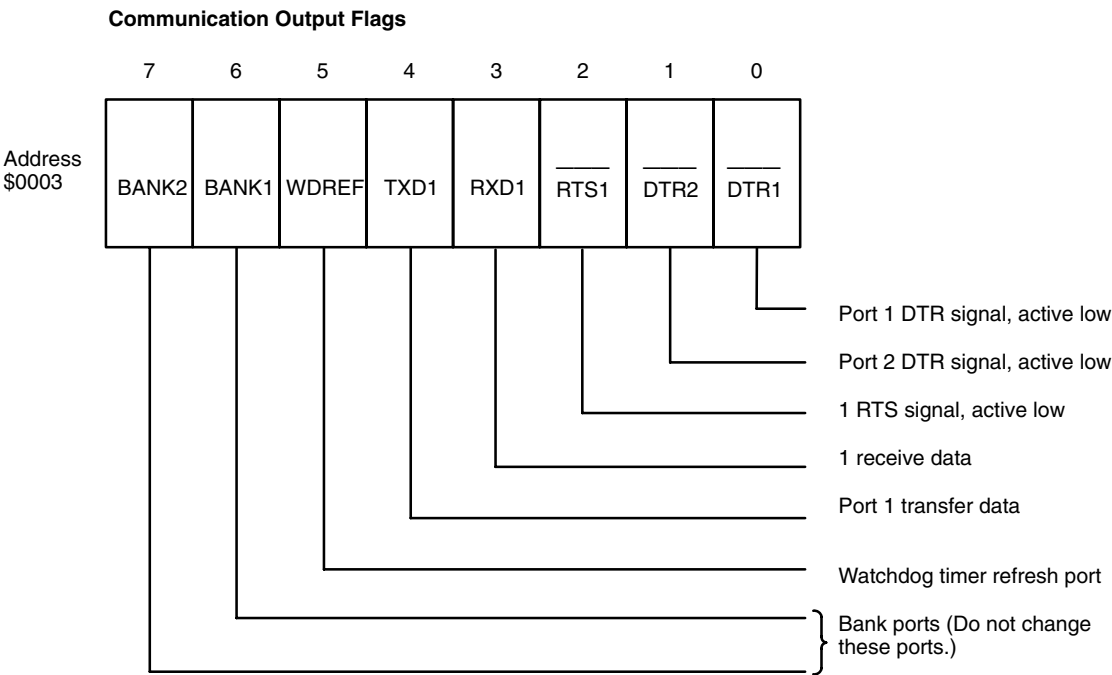 Communication Output Flags
7 6 5 4 3 2 1 0
Address
$0003
BANK2 BANK1 WDREF TXD1 RXD1 RTS1 DTR2 DTR1
Port 1 DTR signal, active low
Port 2 DTR signal, active low
1 RTS signal, active low
1 receive data
Port 1 transfer data
Watchdog timer refresh port
Bank ports (Do not change
these ports.)